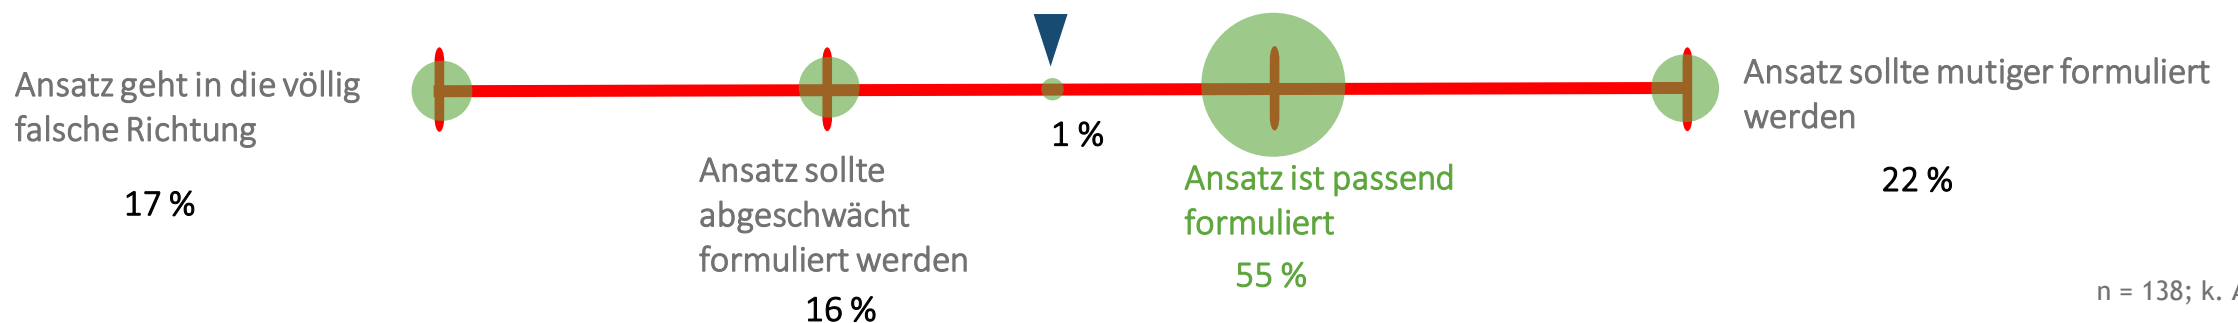 Ansatz geht in die völlig
falsche Richtung
17 %
Ansatz sollte
abgeschwächt
formuliert werden
16 %
1 %
Ansatz ist passend
formuliert
55 %
Ansatz sollte mutiger formuliert
werden
22 %
n = 138; k.